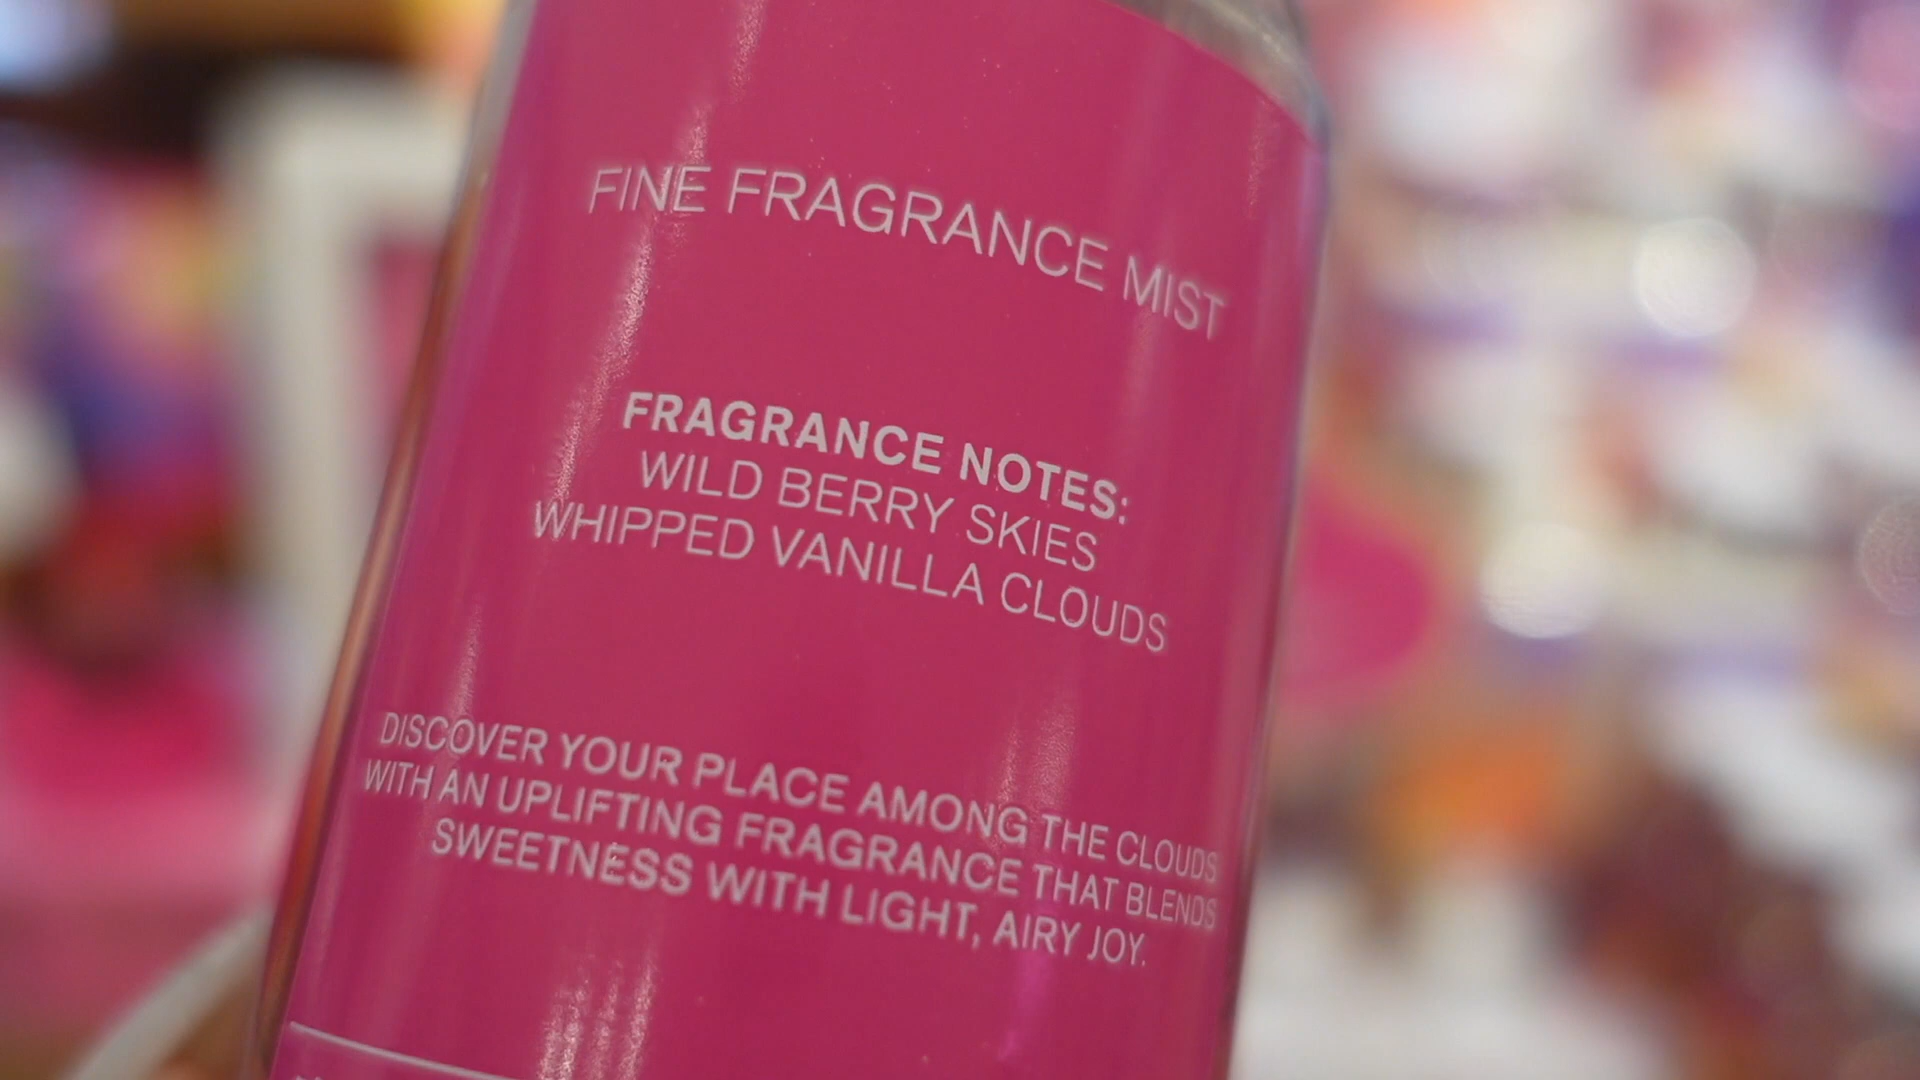 FINE FRAGRANCE MIST
FRAGRANCE NOTES:
WILD BERRY SKIES
WHIPPED VANILLA CLOUDS
DISCOVER YOUR PLACE AMONG THE CLOUDS
WITH AN UPLIFTING FRAGRANCE THAT BLENDS
SWEETNESS WITH LIGHT, AIRY JOY.